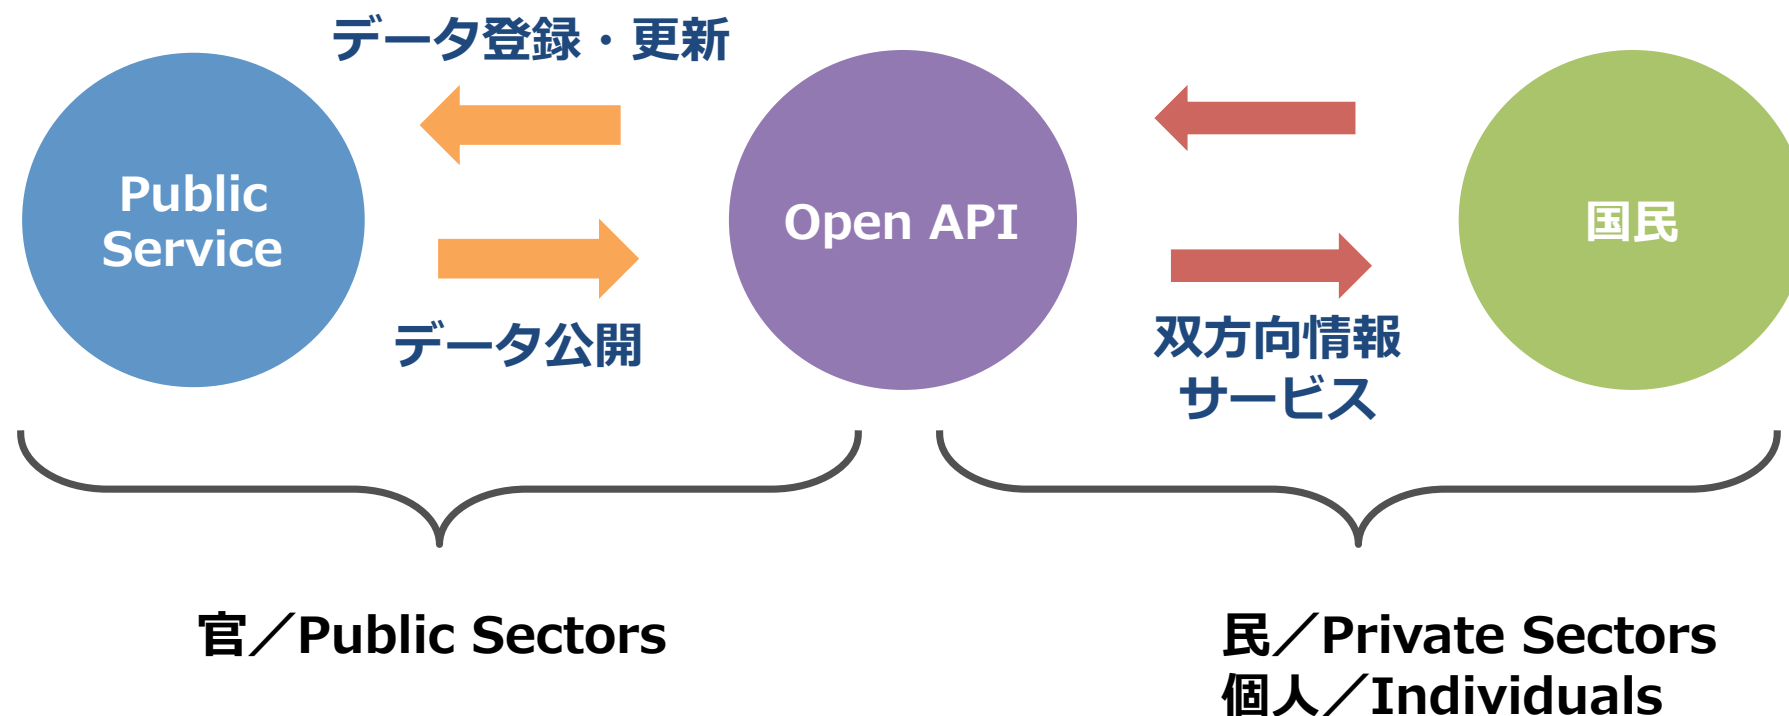 データ登録・更新
Public
Service
データ公開
Open API
双方向情報
サービス
国民
官／Public Sectors
民／Private Sectors
個人／Individuals